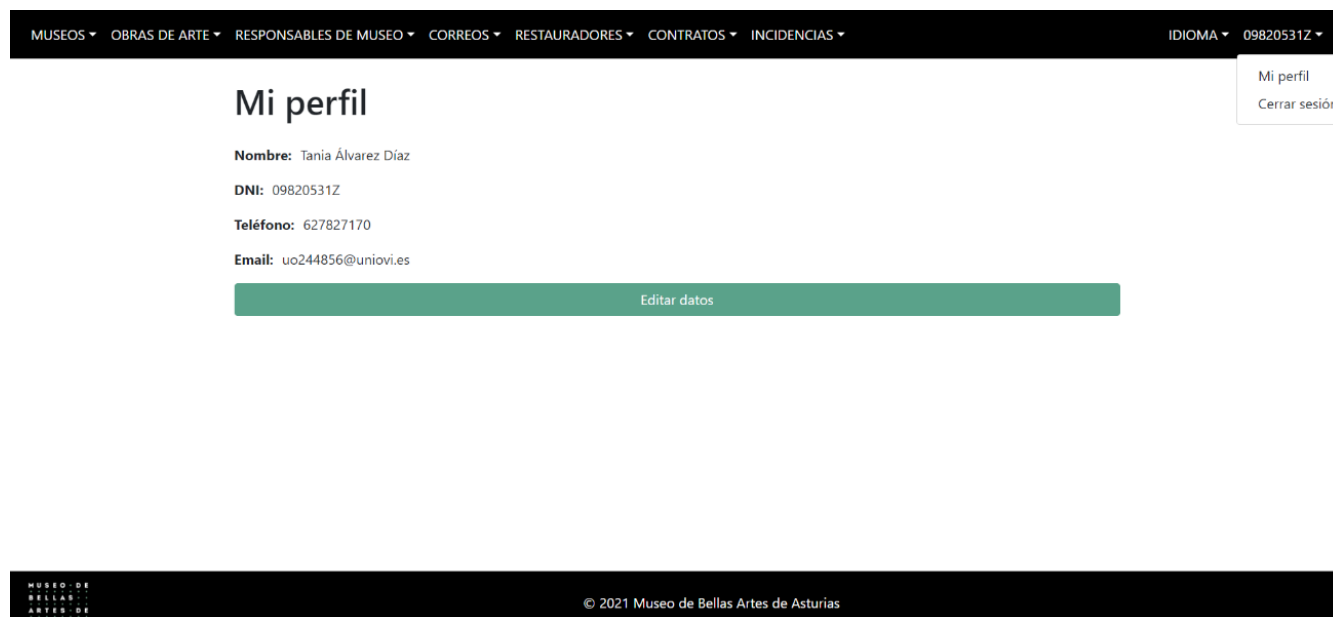 MUSEOS OBRAS DE ARTE RESPONSABLES DE MUSEO CORREOS RESTAURADORES CONTRATOS INCIDENCIAS IDIOMA 09820531Z
Mi perfil
Cerrar sesión
Mi perfil
Nombre: Tania Álvarez Díaz
DNI: 09820531Z
Teléfono: 627827170
Email: uo244856@uniovi.es
Editar datos
MUSEO DE
BELLAS
ARTES DE
© 2021 Museo de Bellas Artes de Asturias